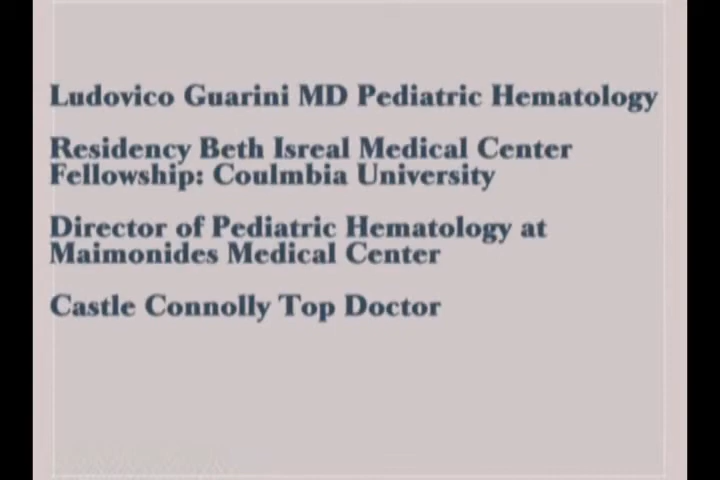 Ludovico Guarini MD Pediatric Hematology
Residency Beth Isreal Medical Center
Fellowship: Coulmbia University
Director of Pediatric Hematology at
Maimonides Medical Center
Castle Connolly Top Doctor